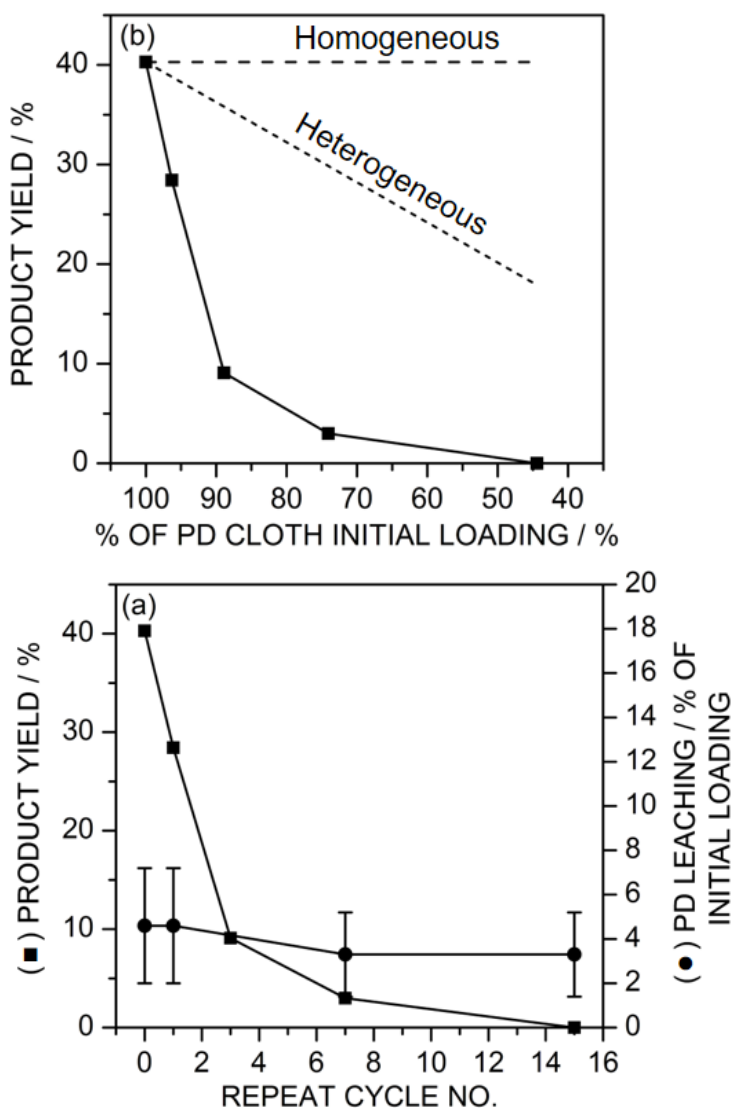 (b)
Homogeneous
Heterogeneous
PRODUCT YIELD / %
40
30
20
10
0
100 90 80 70 60 50 40
% OF PD CLOTH INITIAL LOADING / %
(a)
(■) PRODUCT YIELD / %
40
30
20
10
0
20
18
16
14
12
10
8
6
4
2
0
(●) PD LEACHING / % OF
INITIAL LOADING
0 2 4 6 8 10 12 14 16
REPEAT CYCLE NO.